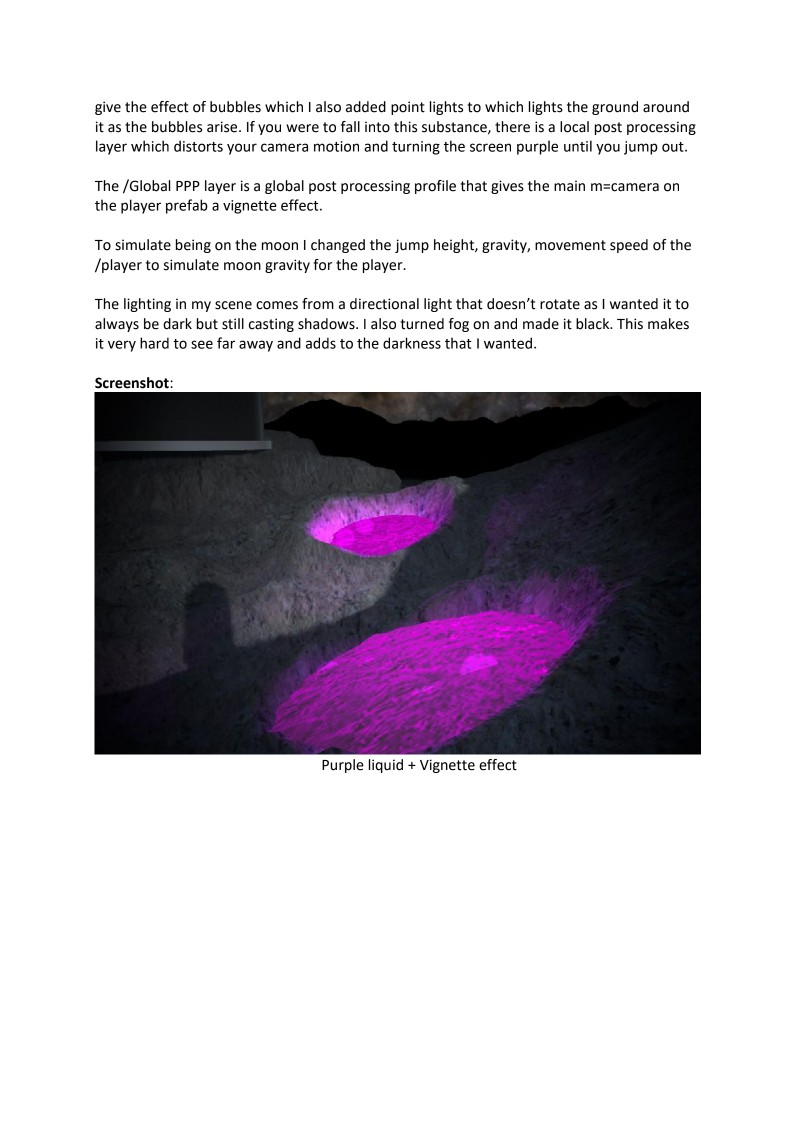 give the effect of bubbles which I also added point lights to which lights the ground around
it as the bubbles arise. If you were to fall into this substance, there is a local post processing
layer which distorts your camera motion and turning the screen purple until you jump out.
The /Global PPP layer is a global post processing profile that gives the main m=camera on
the player prefab a vignette effect.
To simulate being on the moon I changed the jump height, gravity, movement speed of the
/player to simulate moon gravity for the player.
The lighting in my scene comes from a directional light that doesn’t rotate as I wanted it to
always be dark but still casting shadows. I also turned fog on and made it black. This makes
it very hard to see far away and adds to the darkness that I wanted.
Screenshot:
Purple liquid + Vignette effect